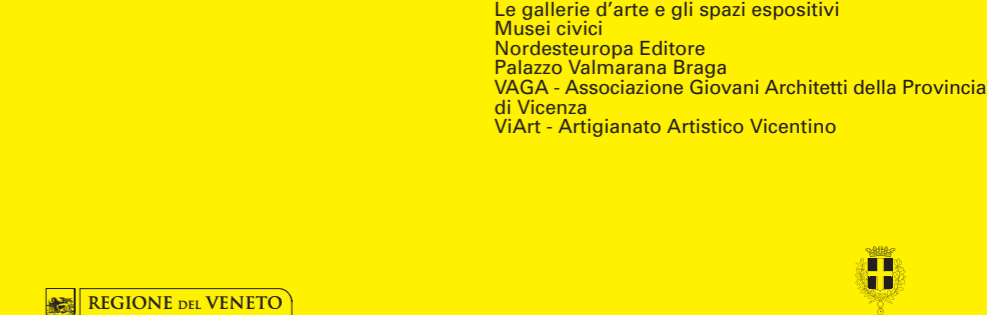 Le gallerie d’arte e gli spazi espositivi
Musei civici
Nordesteuropa Editore
Palazzo Valmarana Braga
VAGA - Associazione Giovani Architetti della Provincia
di Vicenza
ViArt - Artigianato Artistico Vicentino
REGIONE DEL VENETO